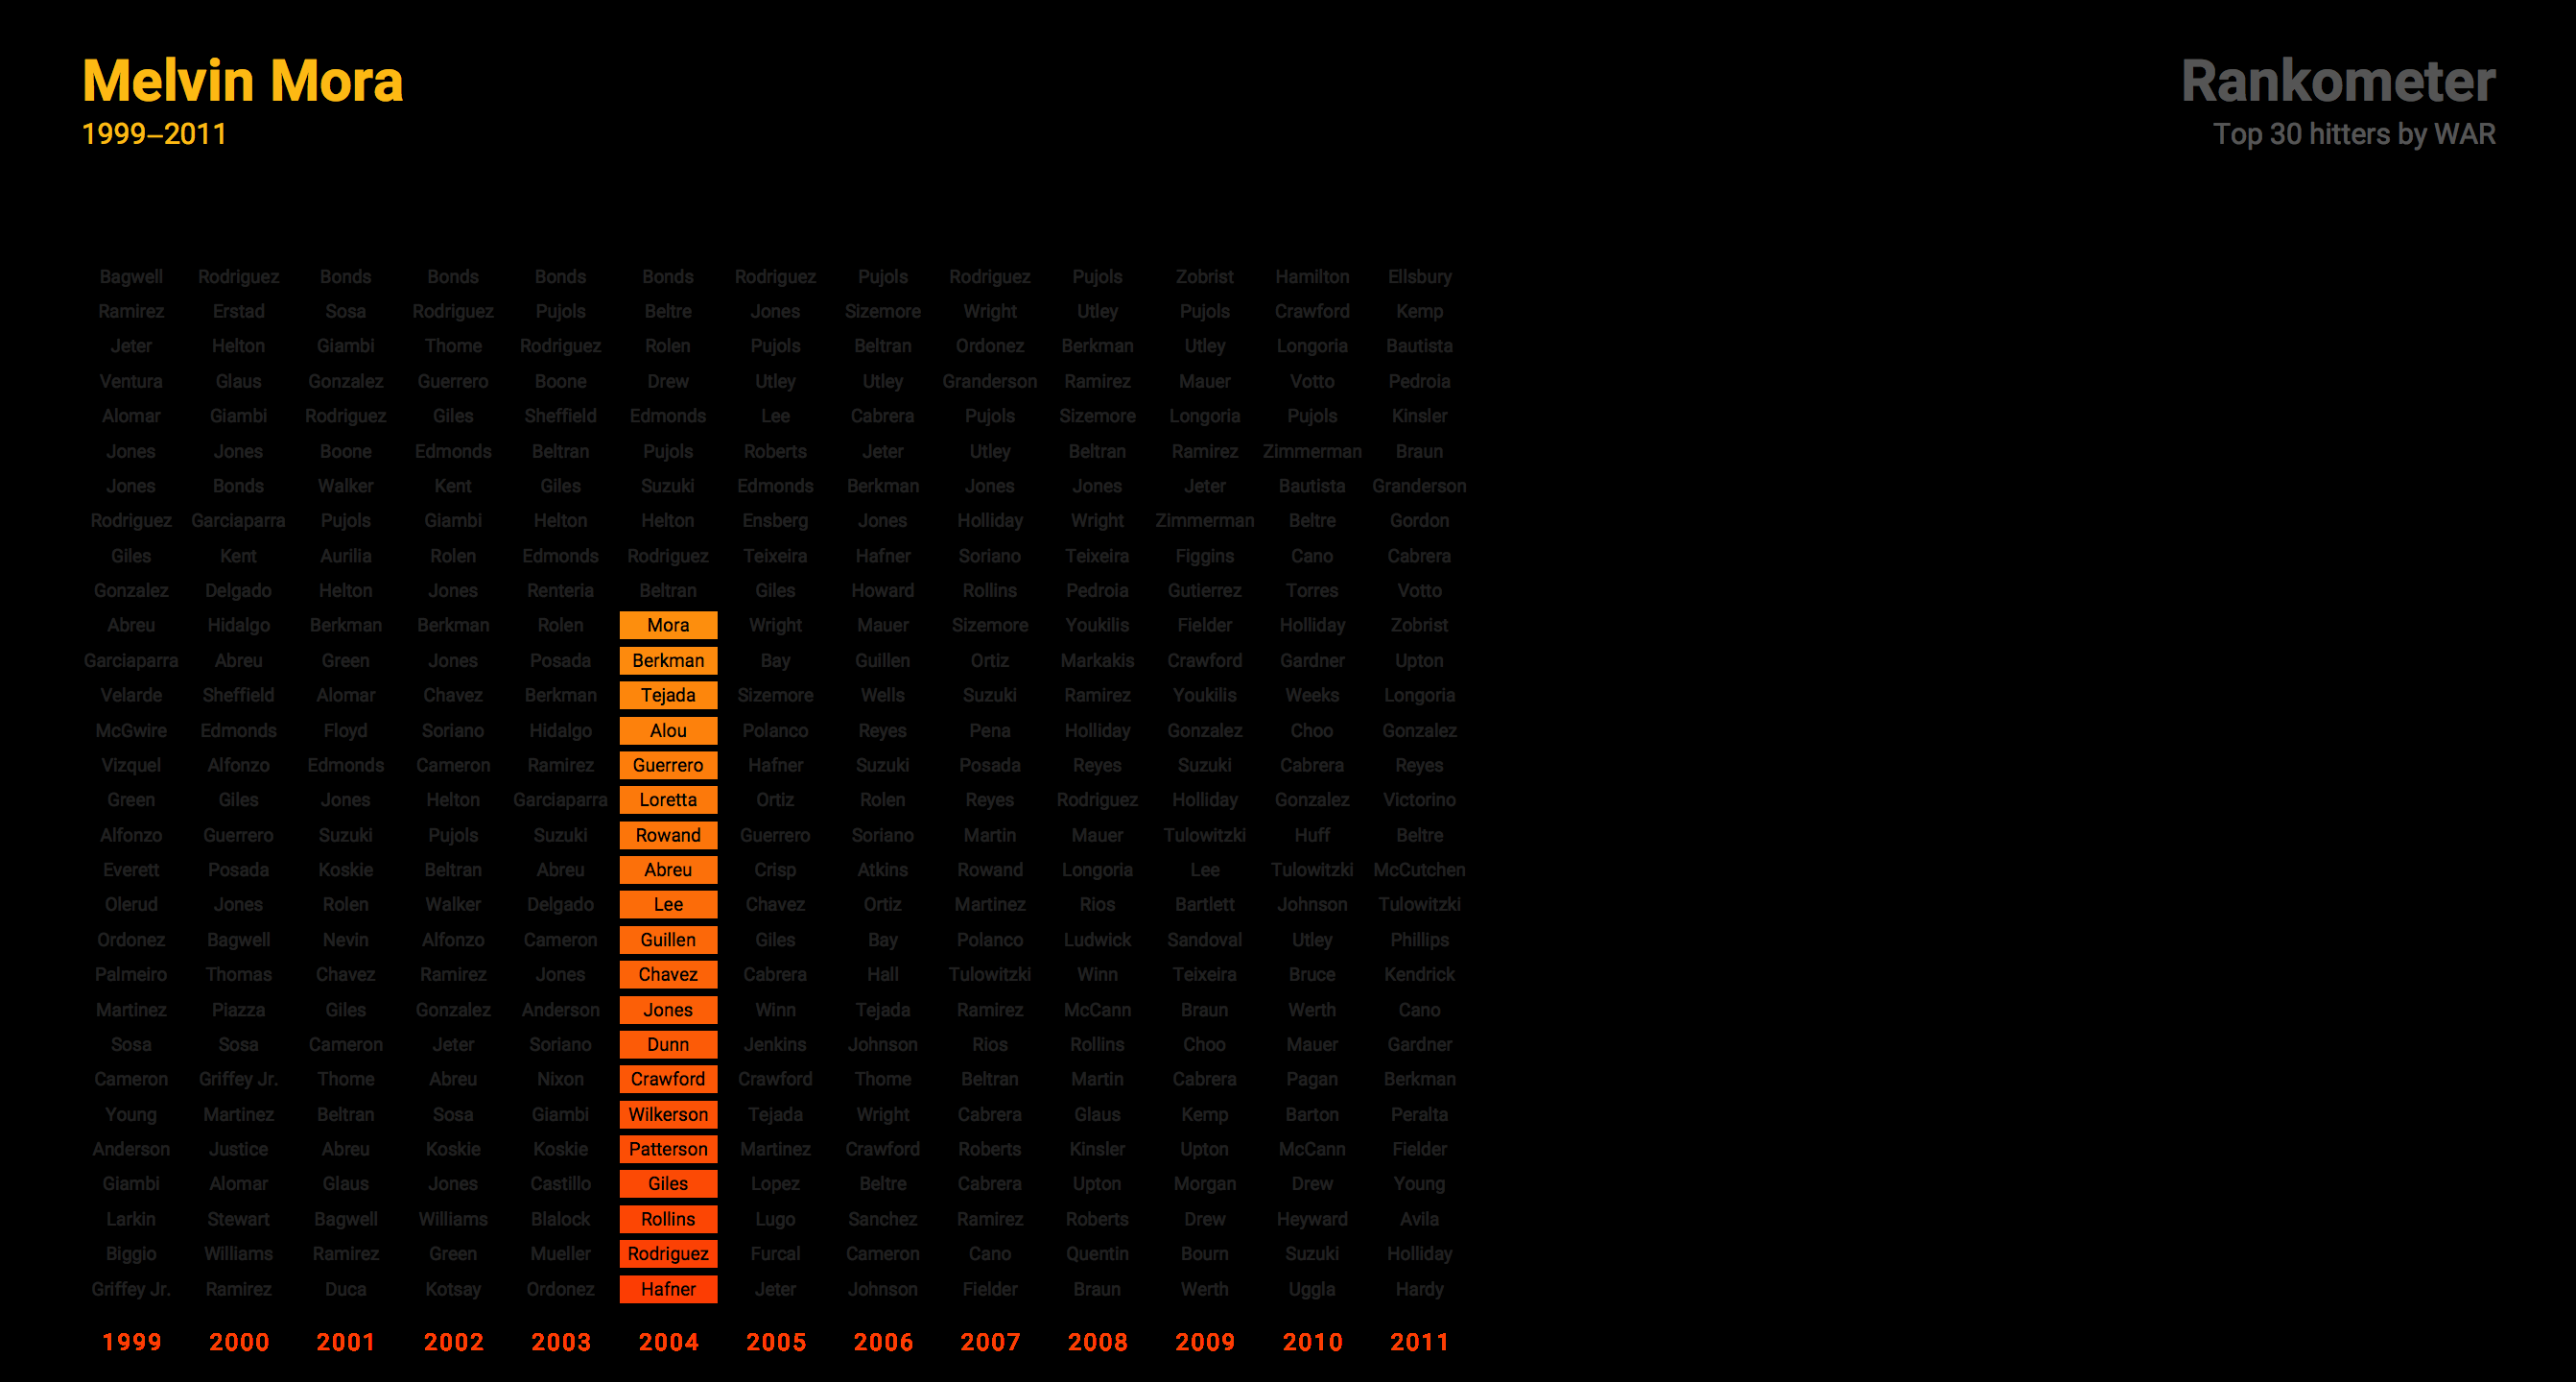 Melvin Mora
1999–2011
Rankometer
Top 30 hitters by WAR
Bagwell Rodriguez Bonds Bonds Bonds Bonds Rodriguez Pujols Rodriguez Pujols Zobrist Hamilton Ellsbury
Ramirez Erstad Sosa Rodriguez Pujols Beltre Jones Sizemore Wright Utley Pujols Crawford Kemp
Jeter Helton Giambi Thome Rodriguez Rolen Pujols Beltran Ordonez Berkman Utley Longoria Bautista
Ventura Glaus Gonzalez Guerrero Boone Drew Utley Utley Granderson Ramirez Mauer Votto Pedroia
Alomar Giambi Rodriguez Giles Sheffield Edmonds Lee Cabrera Pujols Sizemore Longoria Pujols Kinsler
Jones Jones Boone Edmonds Beltran Pujols Roberts Jeter Utley Beltran Ramirez Zimmerman Braun
Jones Bonds Walker Kent Giles Suzuki Edmonds Berkman Jones Jones Jeter Bautista Granderson
Rodriguez Garciaparra Pujols Giambi Helton Helton Ensberg Jones Holliday Wright Zimmerman Beltre Gordon
Giles Kent Aurilia Rolen Edmonds Rodriguez Teixeira Hafner Soriano Teixeira Figgins Cano Cabrera
Gonzalez Delgado Helton Jones Renteria Beltran Giles Howard Rollins Pedroia Gutierrez Torres Votto
Abreu Hidalgo Berkman Berkman Rolen Mora Wright Mauer Sizemore Youkilis Fielder Holliday Zobrist
Garciaparra Abreu Green Jones Posada Berkman Bay Guillen Ortiz Markakis Crawford Gardner Upton
Velarde Sheffield Alomar Chavez Berkman Tejada Sizemore Wells Suzuki Ramirez Youkilis Weeks Longoria
McGwire Edmonds Floyd Soriano Hidalgo Alou Polanco Reyes Pena Holliday Gonzalez Choo Gonzalez
Vizquel Alfonzo Edmonds Cameron Ramirez Guerrero Hafner Suzuki Posada Reyes Suzuki Cabrera Reyes
Green Giles Jones Helton Garciaparra Loretta Ortiz Rolen Reyes Rodriguez Holliday Gonzalez Victorino
Alfonzo Guerrero Suzuki Pujols Suzuki Rowand Guerrero Soriano Martin Mauer Tulowitzki Huff Beltre
Everett Posada Koskie Beltran Abreu Abreu Crisp Atkins Rowand Longoria Lee Tulowitzki McCutchen
Olerud Jones Rolen Walker Delgado Lee Chavez Ortiz Martinez Rios Bartlett Johnson Tulowitzki
Ordonez Bagwell Nevin Alfonzo Cameron Guillen Giles Bay Polanco Ludwick Sandoval Utley Phillips
Palmeiro Thomas Chavez Ramirez Jones Chavez Cabrera Hall Tulowitzki Winn Teixeira Bruce Kendrick
Martinez Piazza Giles Gonzalez Anderson Jones Winn Tejada Ramirez McCann Braun Werth Cano
Sosa Sosa Cameron Jeter Soriano Dunn Jenkins Johnson Rios Rollins Choo Mauer Gardner
Cameron Griffey Jr. Thome Abreu Nixon Crawford Crawford Thome Beltran Martin Cabrera Pagan Berkman
Young Martinez Beltran Sosa Giambi Wilkerson Tejada Wright Cabrera Glaus Kemp Barton Peralta
Anderson Justice Abreu Koskie Koskie Patterson Martinez Crawford Roberts Kinsler Upton McCann Fielder
Giambi Alomar Glaus Jones Castillo Giles Lopez Beltre Cabrera Upton Morgan Drew Young
Larkin Stewart Bagwell Williams Blalock Rollins Lugo Sanchez Ramirez Roberts Drew Heyward Avila
Biggio Williams Ramirez Green Mueller Rodriguez Furcal Cameron Cano Quentin Bourn Suzuki Holliday
Griffey Jr. Ramirez Duca Kotsay Ordonez Hafner Jeter Johnson Fielder Braun Werth Uggla Hardy
1999 2000 2001 2002 2003 2004 2005 2006 2007 2008 2009 2010 2011